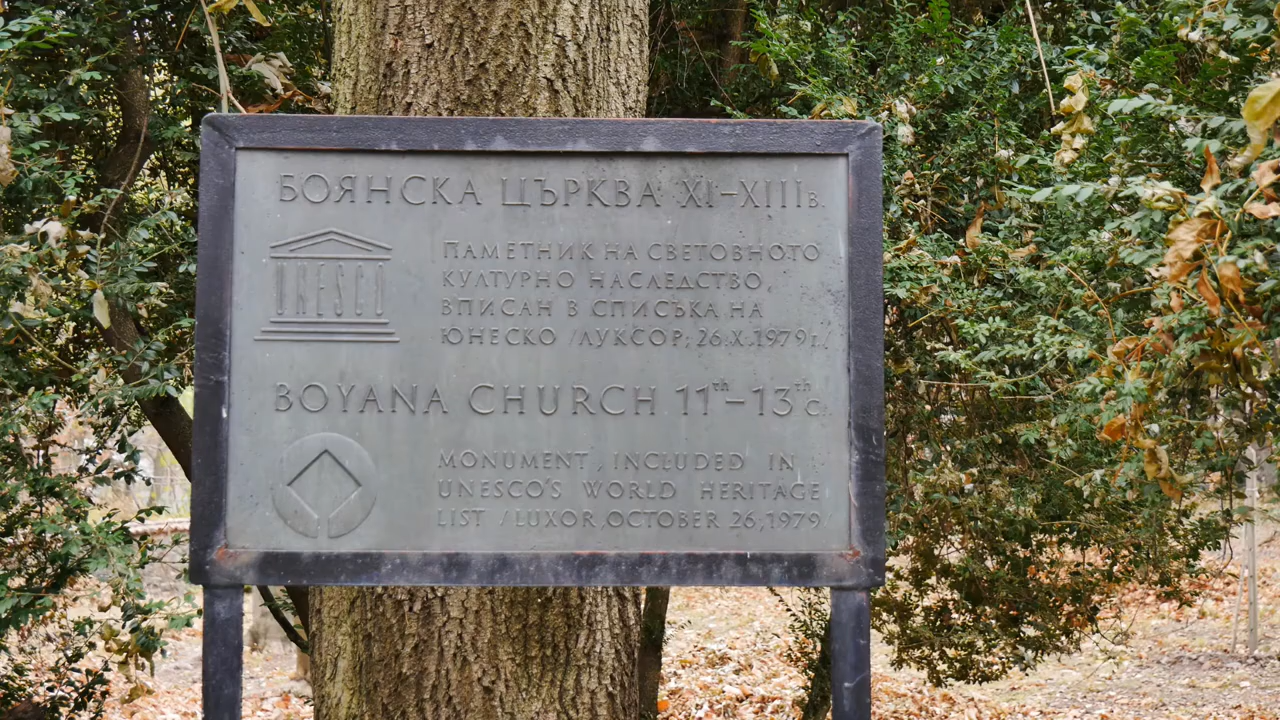 БОЯНСКА ЦЪРКВА XI–XIII В.
UNESCO
ПАМЕТНИК НА СВЕТОВНОТО
КУЛТУРНО НАСЛЕДСТВО,
ВПИСАН В СПИСЪКА НА
ЮНЕСКО /ЛУКСОР, 26.X.1979 г./
BOYANA CHURCH 11th–13th C.
MONUMENT, INCLUDED IN
UNESCO'S WORLD HERITAGE
LIST /LUXOR, OCTOBER 26, 1979/